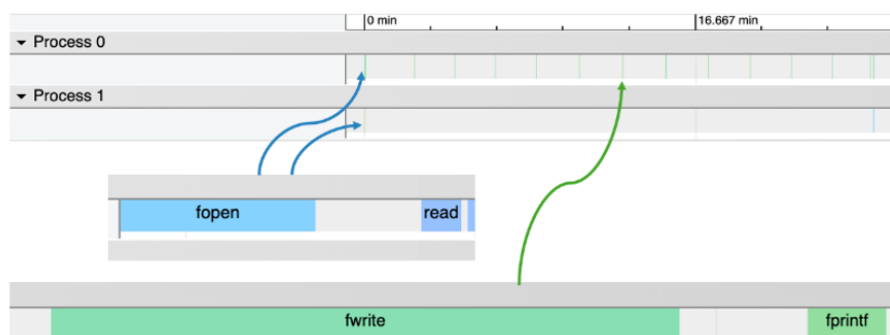 0 min 16.667 min
Process 0
Process 1
fopen read
fwrite fprintf